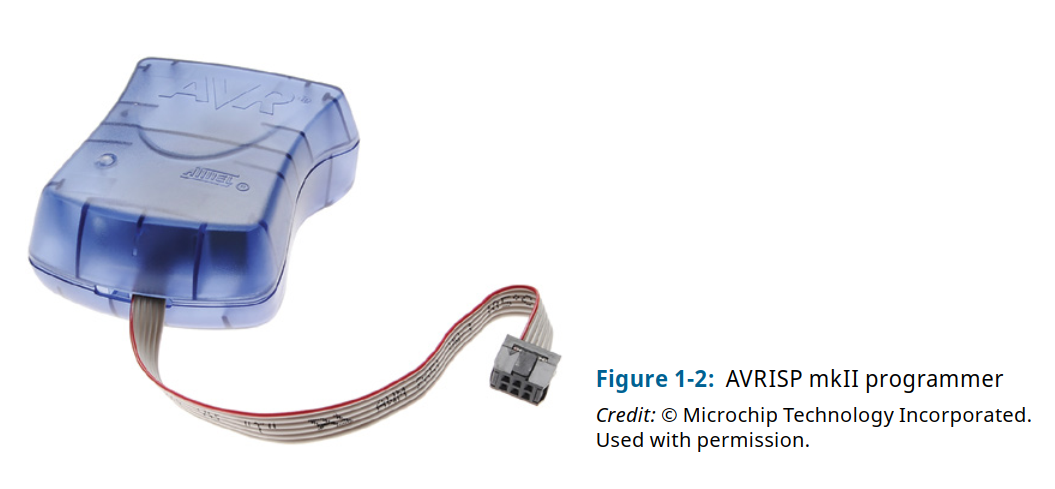 AVR®
ATMEL®
Figure 1-2: AVRISP mkII programmer
Credit: © Microchip Technology Incorporated.
Used with permission.